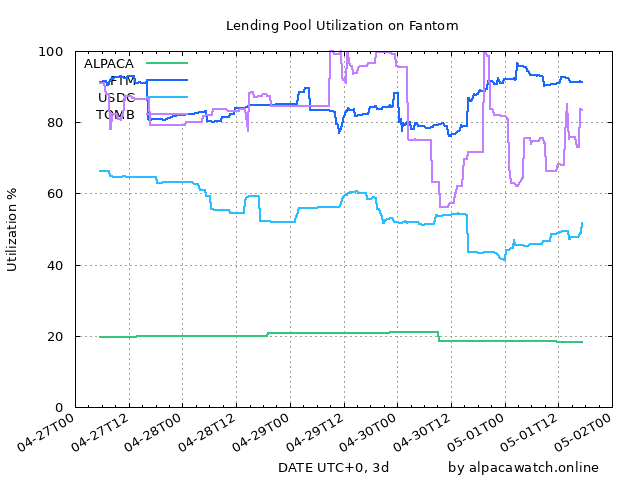 Lending Pool Utilization on Fantom
100
80
60
40
20
0
Utilization %
ALPACA
FTM
USDC
TOMB
04-27T00
04-27T12
04-28T00
04-28T12
04-29T00
04-29T12
04-30T00
04-30T12
05-01T00
05-01T12
05-02T00
DATE UTC+0, 3d
by alpacawatch.online